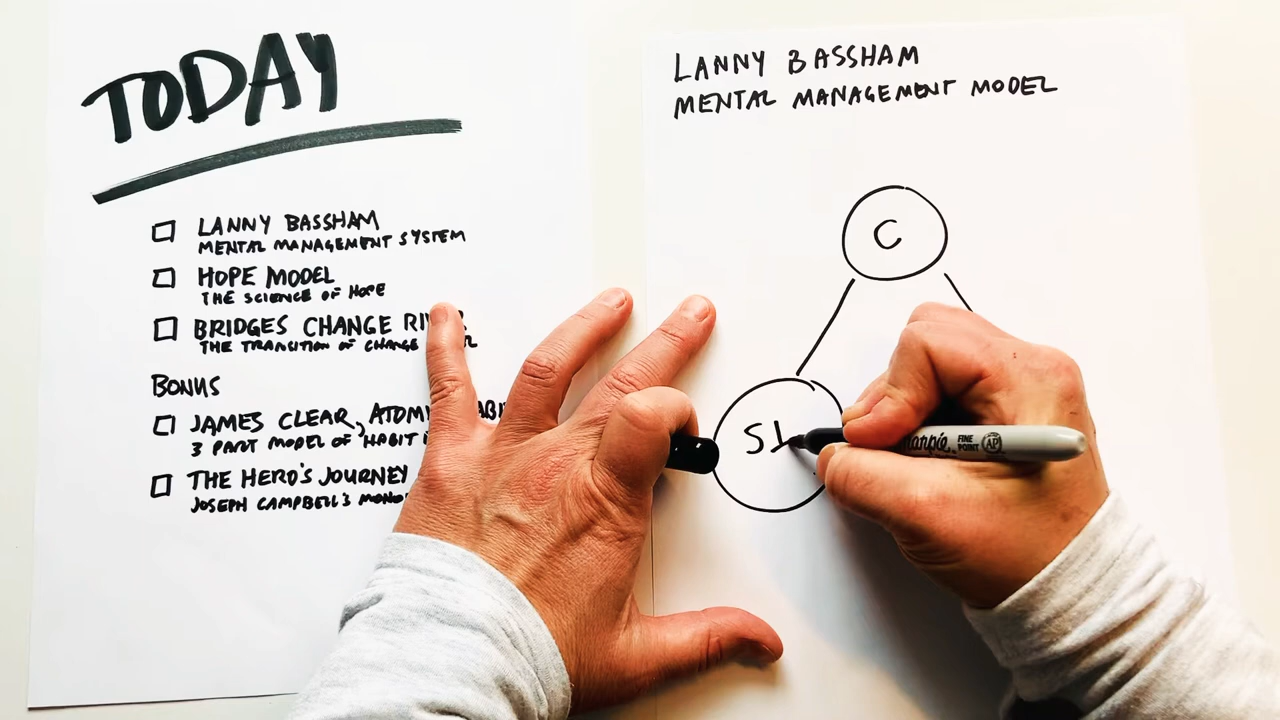 TODAY
LANNY BASSHAM
MENTAL MANAGEMENT SYSTEM
HOPE MODEL
THE SCIENCE OF HOPE
BRIDGES CHANGE
THE TRANSITION OF CHANGE
BONUS
JAMES CLEAR,
3 PART MODEL OF HABIT
THE HERO'S JOURNEY
JOSEPH CAMPBELL'S
LANNY BASSHAM
MENTAL MANAGEMENT MODEL
C
FINE
POINT
AP